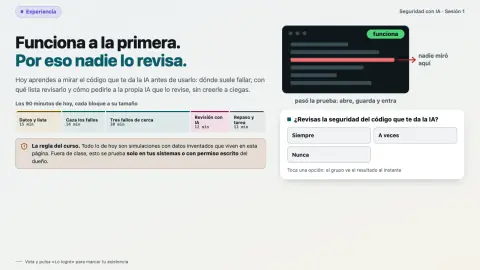 Experiencia
Seguridad con IA · Sesión 1
Funciona a la primera.
Por eso nadie lo revisa.
Hoy aprendes a mirar el código que te da la IA antes de usarlo: dónde suele fallar, con
qué lista revisarlo y cómo pedirle a la propia IA que lo revise, sin creerle a ciegas.
Los 90 minutos de hoy, cada bloque a su tamaño
Datos y lista
15 min
Caza los fallos
Tres fallos de cerca
30 min
Revisión con
IA
12 min
Repaso y
tarea
La regla del curso. Todo lo de hoy son simulaciones con datos inventados que viven en esta
página. Fuera de clase, esto se prueba solo en tus sistemas o con permiso escrito del
dueño.
funciona
nadie miró
aquí
pasó la prueba: abre, guarda y entra
¿Revisas la seguridad del código que te da la IA?
Siempre
A veces
Nunca
Toca una opción: el grupo ve el resultado al instante
Vota y pulsa «Lo logré» para marcar tu asistencia